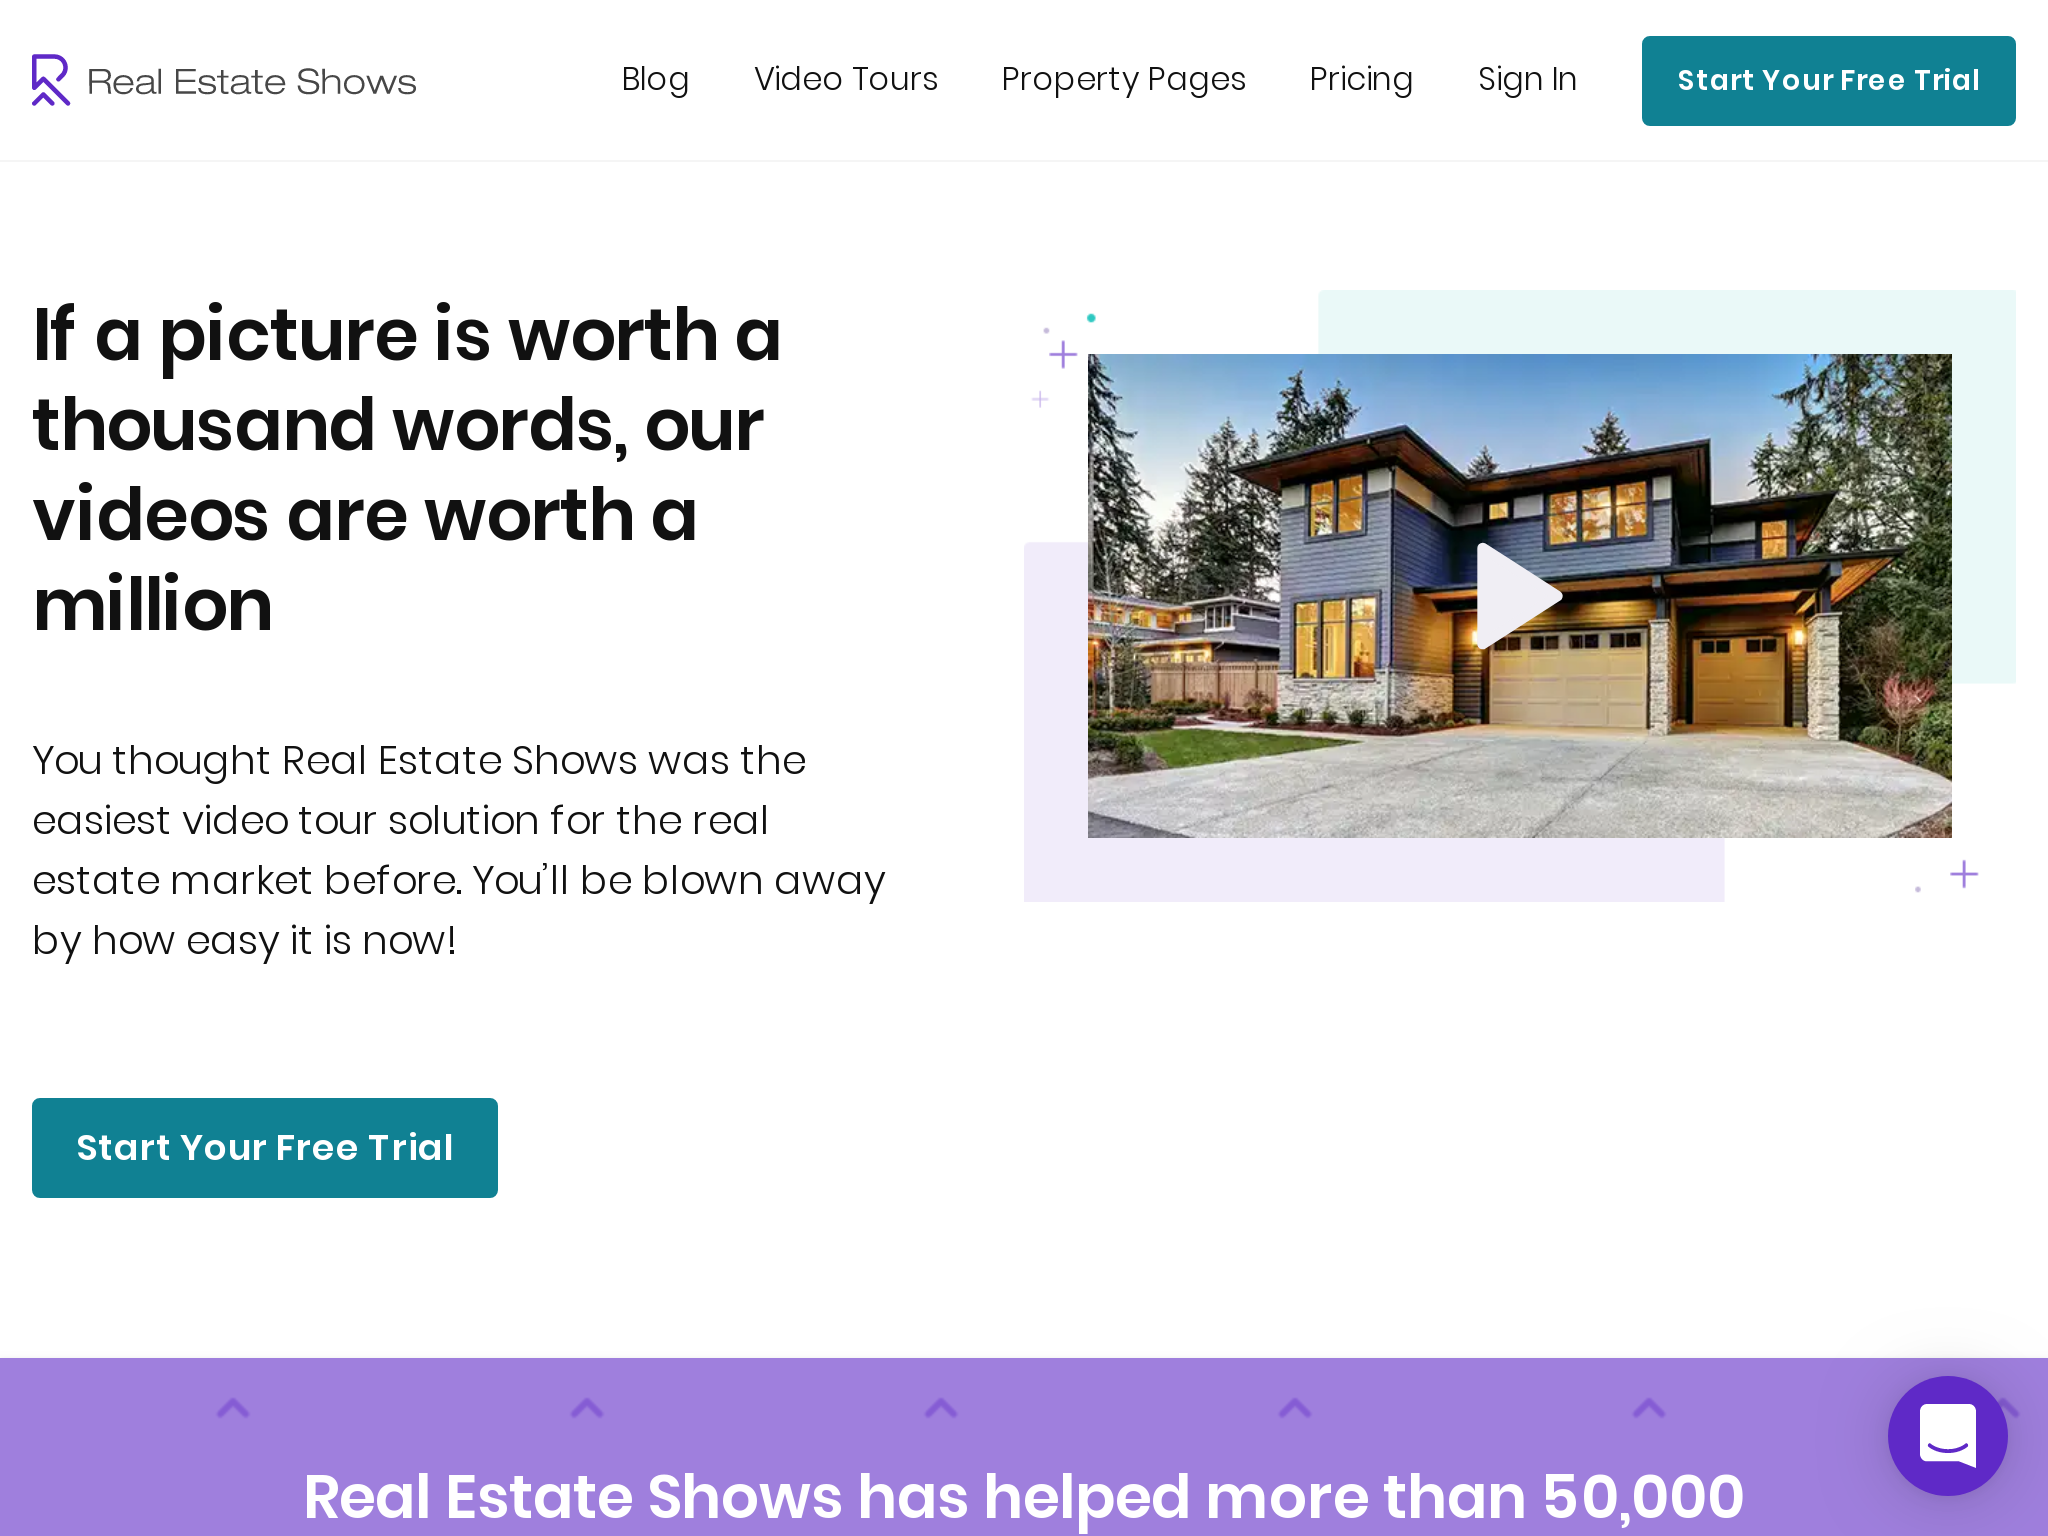 Real Estate Shows
Blog
Video Tours
Property Pages
Pricing
Sign In
Start Your Free Trial
If a picture is worth a
thousand words, our
videos are worth a
million
You thought Real Estate Shows was the
easiest video tour solution for the real
estate market before. You’ll be blown away
by how easy it is now!
Start Your Free Trial
Real Estate Shows has helped more than 50,000